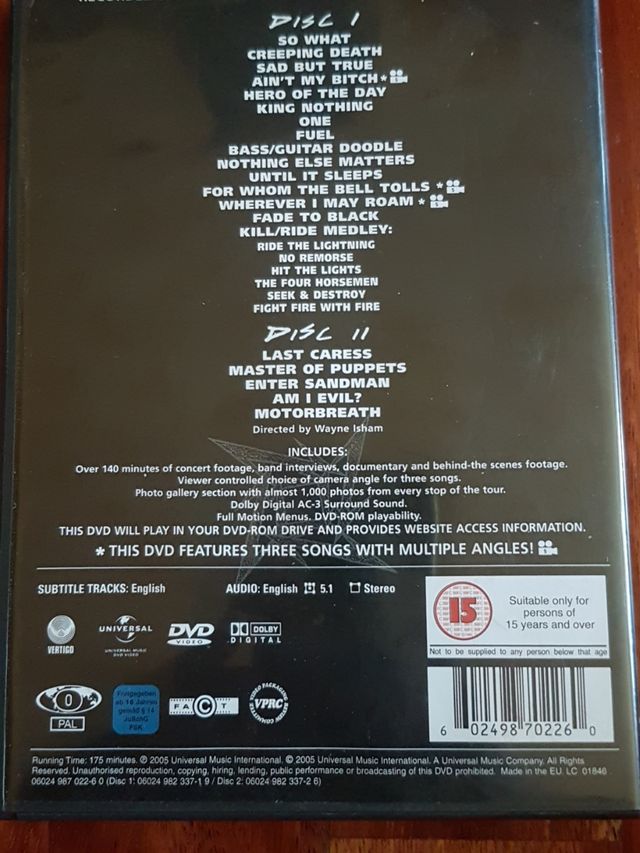 DISC I
SO WHAT
CREEPING DEATH
SAD BUT TRUE
AIN'T MY BITCH *
HERO OF THE DAY
KING NOTHING
ONE
FUEL
BASS/GUITAR DOODLE
NOTHING ELSE MATTERS
UNTIL IT SLEEPS
FOR WHOM THE BELL TOLLS *
WHEREVER I MAY ROAM *
FADE TO BLACK
KILL/RIDE MEDLEY:
RIDE THE LIGHTNING
NO REMORSE
HIT THE LIGHTS
THE FOUR HORSEMEN
SEEK & DESTROY
FIGHT FIRE WITH FIRE
DISC II
LAST CARESS
MASTER OF PUPPETS
ENTER SANDMAN
AM I EVIL?
MOTORBREATH
Directed by Wayne Isham
INCLUDES:
Over 140 minutes of concert footage, band interviews, documentary and behind-the scenes footage.
Viewer controlled choice of camera angle for three songs.
Photo gallery section with almost 1,000 photos from every stop of the tour.
Dolby Digital AC-3 Surround Sound.
Full Motion Menus. DVD-ROM playability.
THIS DVD WILL PLAY IN YOUR DVD-ROM DRIVE AND PROVIDES WEBSITE ACCESS INFORMATION.
* THIS DVD FEATURES THREE SONGS WITH MULTIPLE ANGLES!
SUBTITLE TRACKS: English AUDIO: English 5.1 Stereo
VERTIGO
UNIVERSAL
UNIVERSAL MUSIC
DVD VIDEO
DVD
VIDEO
DOLBY
DIGITAL
15
Suitable only for
persons of
15 years and over
Not to be supplied to any person below that age
0
PAL
Freigegeben
ab 16 Jahren
gemäß § 14
JuSchG
FSK
FACT
VIDEO PACKAGING REVIEW COMMITTEE
VPRC
6 02498 70226 0
Running Time: 175 minutes. ℗ 2005 Universal Music International. © 2005 Universal Music International. A Universal Music Company. All Rights
Reserved. Unauthorised reproduction, copying, hiring, lending, public performance or broadcasting of this DVD prohibited. Made in the EU. LC 01846
06024 987 022-6 0 (Disc 1: 06024 982 337-1 9 / Disc 2: 06024 982 337-2 6)